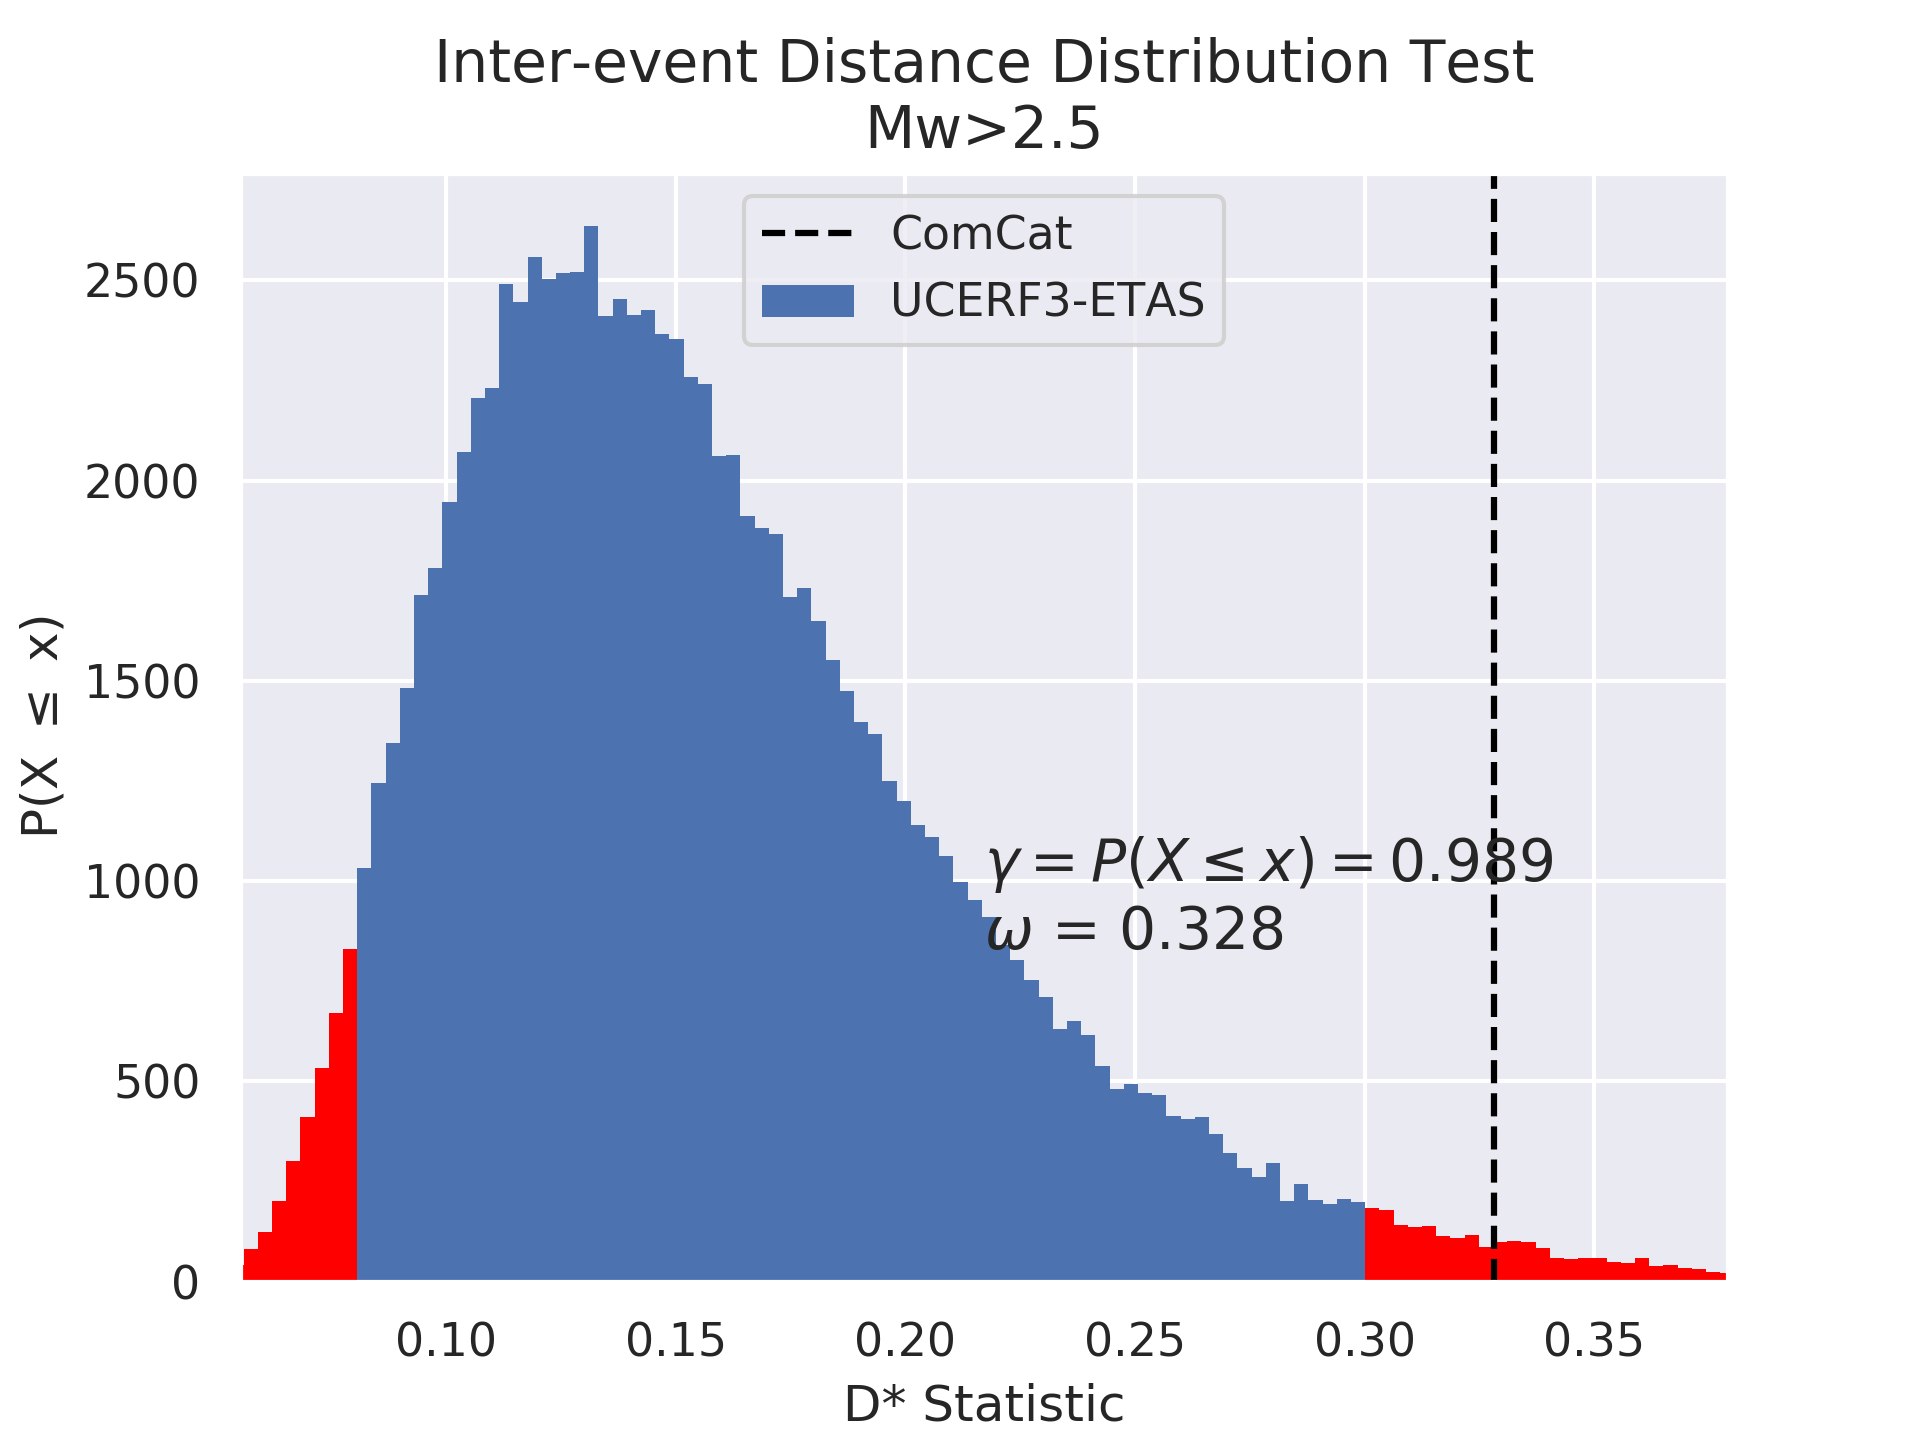 Inter-event Distance Distribution Test
Mw>2.5
ComCat
UCERF3-ETAS
P(X ≤ x)
2500
2000
1500
1000
500
0
γ = P(X ≤ x) = 0.989
ω = 0.328
0.10 0.15 0.20 0.25 0.30 0.35
D* Statistic